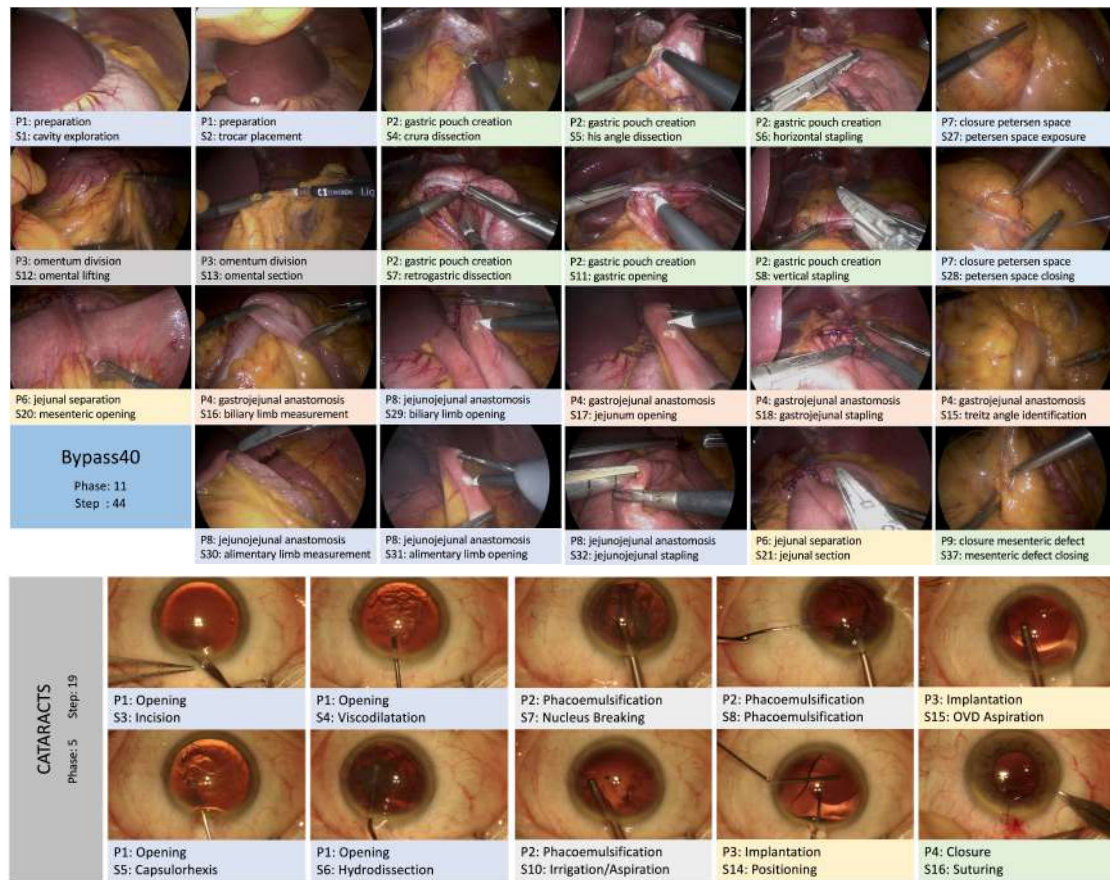 P1: preparation
S1: cavity exploration
P1: preparation
S2: trocar placement
P2: gastric pouch creation
S4: crura dissection
P2: gastric pouch creation
S5: his angle dissection
P2: gastric pouch creation
S6: horizontal stapling
P7: closure petersen space
S27: petersen space exposure
P3: omentum division
S12: omental lifting
P3: omentum division
S13: omental section
P2: gastric pouch creation
S7: retrogastric dissection
P2: gastric pouch creation
S11: gastric opening
P2: gastric pouch creation
S8: vertical stapling
P7: closure petersen space
S28: petersen space closing
P6: jejunal separation
S20: mesenteric opening
P4: gastrojejunal anastomosis
S16: biliary limb measurement
P8: jejunojejunal anastomosis
S29: biliary limb opening
P4: gastrojejunal anastomosis
S17: jejunum opening
P4: gastrojejunal anastomosis
S18: gastrojejunal stapling
P4: gastrojejunal anastomosis
S15: treitz angle identification
Bypass40
Phase: 11
Step : 44
P8: jejunojejunal anastomosis
S30: alimentary limb measurement
P8: jejunojejunal anastomosis
S31: alimentary limb opening
P8: jejunojejunal anastomosis
S32: jejunojejunal stapling
P6: jejunal separation
S21: jejunal section
P9: closure mesenteric defect
S37: mesenteric defect closing
CATARACTS
Phase: 5 Step: 19
P1: Opening
S3: Incision
P1: Opening
S4: Viscodilatation
P2: Phacoemulsification
S7: Nucleus Breaking
P2: Phacoemulsification
S8: Phacoemulsification
P3: Implantation
S15: OVD Aspiration
P1: Opening
S5: Capsulorhexis
P1: Opening
S6: Hydrodissection
P2: Phacoemulsification
S10: Irrigation/Aspiration
P3: Implantation
S14: Positioning
P4: Closure
S16: Suturing